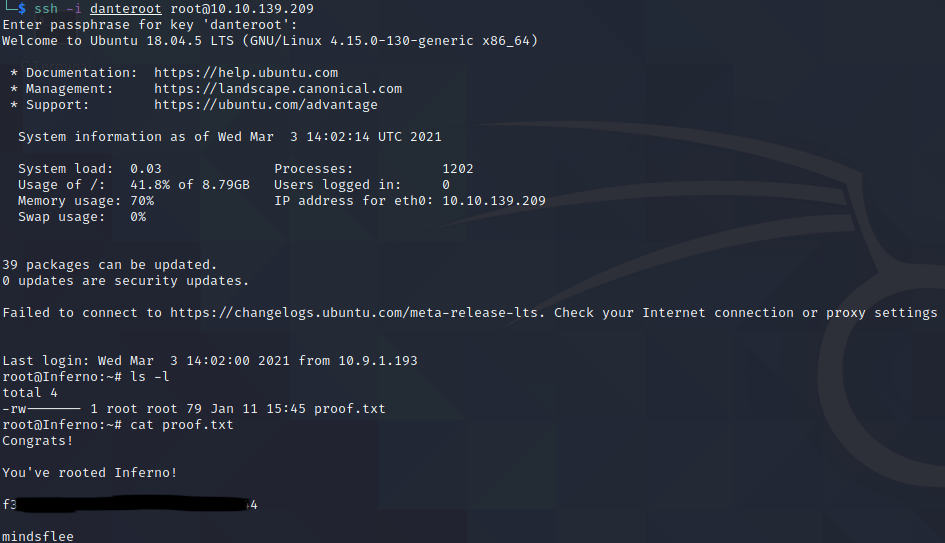 └─$ ssh -i danteroot root@10.10.139.209
Enter passphrase for key 'danteroot':
Welcome to Ubuntu 18.04.5 LTS (GNU/Linux 4.15.0-130-generic x86_64)
* Documentation:  https://help.ubuntu.com
* Management:     https://landscape.canonical.com
* Support:        https://ubuntu.com/advantage
System information as of Wed Mar  3 14:02:14 UTC 2021
System load:  0.03              Processes:           1202
Usage of /:   41.8% of 8.79GB   Users logged in:     0
Memory usage: 70%               IP address for eth0: 10.10.139.209
Swap usage:   0%
39 packages can be updated.
0 updates are security updates.
Failed to connect to https://changelogs.ubuntu.com/meta-release-lts. Check your Internet connection or proxy settings
Last login: Wed Mar  3 14:02:00 2021 from 10.9.1.193
root@Inferno:~# ls -l
total 4
-rw------- 1 root root 79 Jan 11 15:45 proof.txt
root@Inferno:~# cat proof.txt
Congrats!
You've rooted Inferno!
f3 4
mindsflee